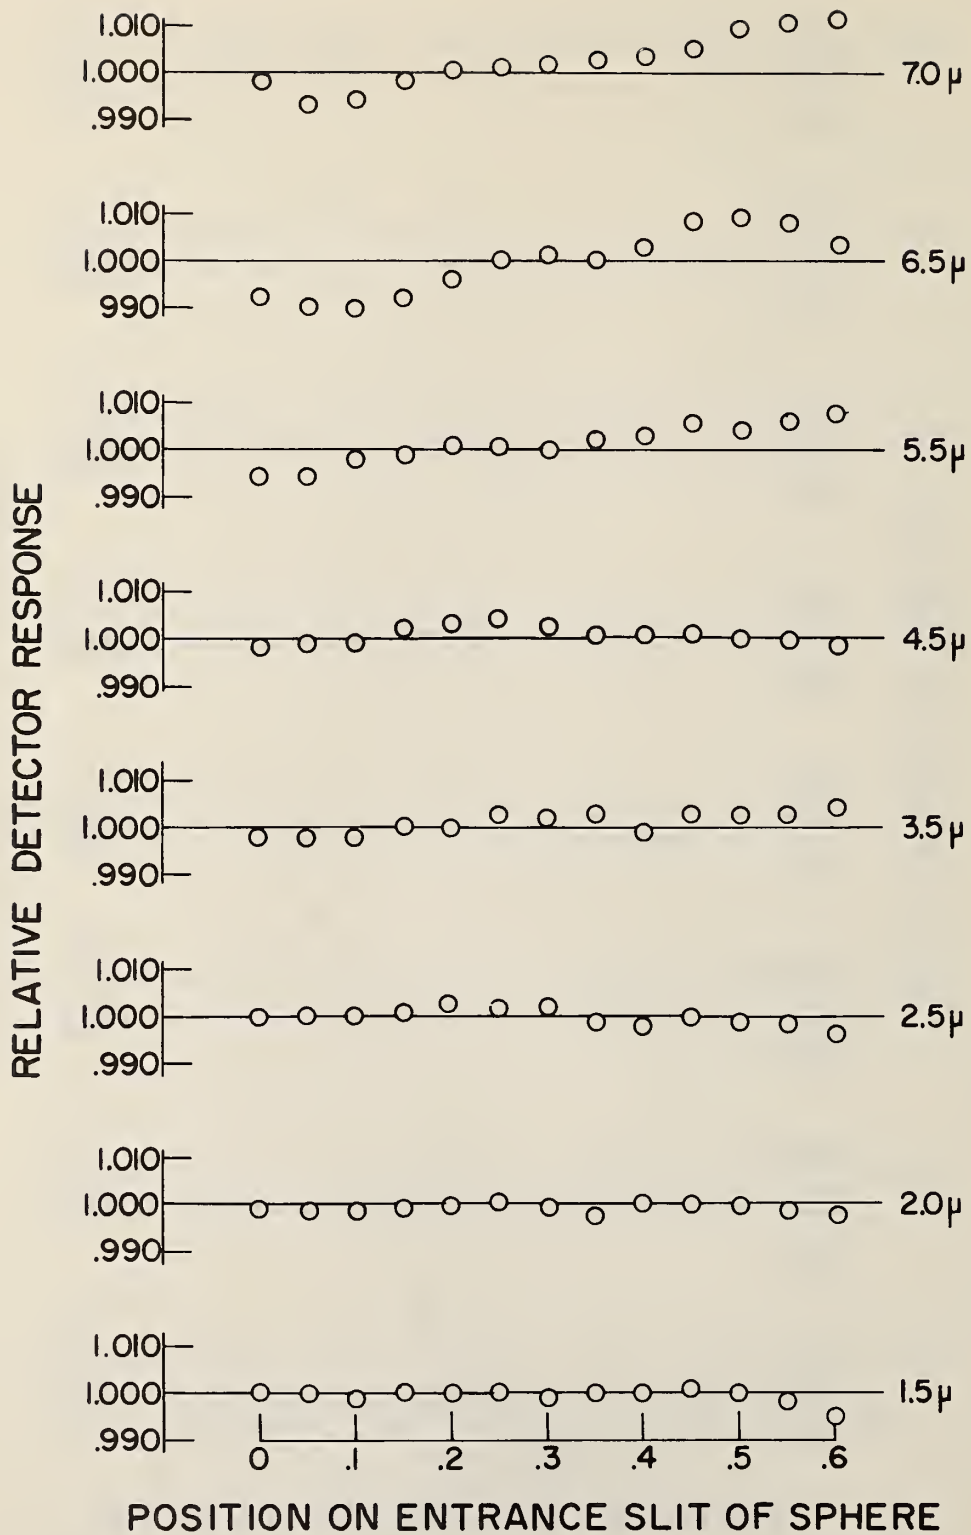 RELATIVE DETECTOR RESPONSE
1.010
1.000
.990
7.0 µ
1.010
1.000
990
6.5 µ
1.010
1.000
.990
5.5 µ
1.010
1.000
.990
4.5 µ
1.010
1.000
.990
3.5 µ
1.010
1.000
.990
2.5 µ
1.010
1.000
.990
2.0 µ
1.010
1.000
.990
1.5 µ
0 .1 .2 .3 .4 .5 .6
POSITION ON ENTRANCE SLIT OF SPHERE